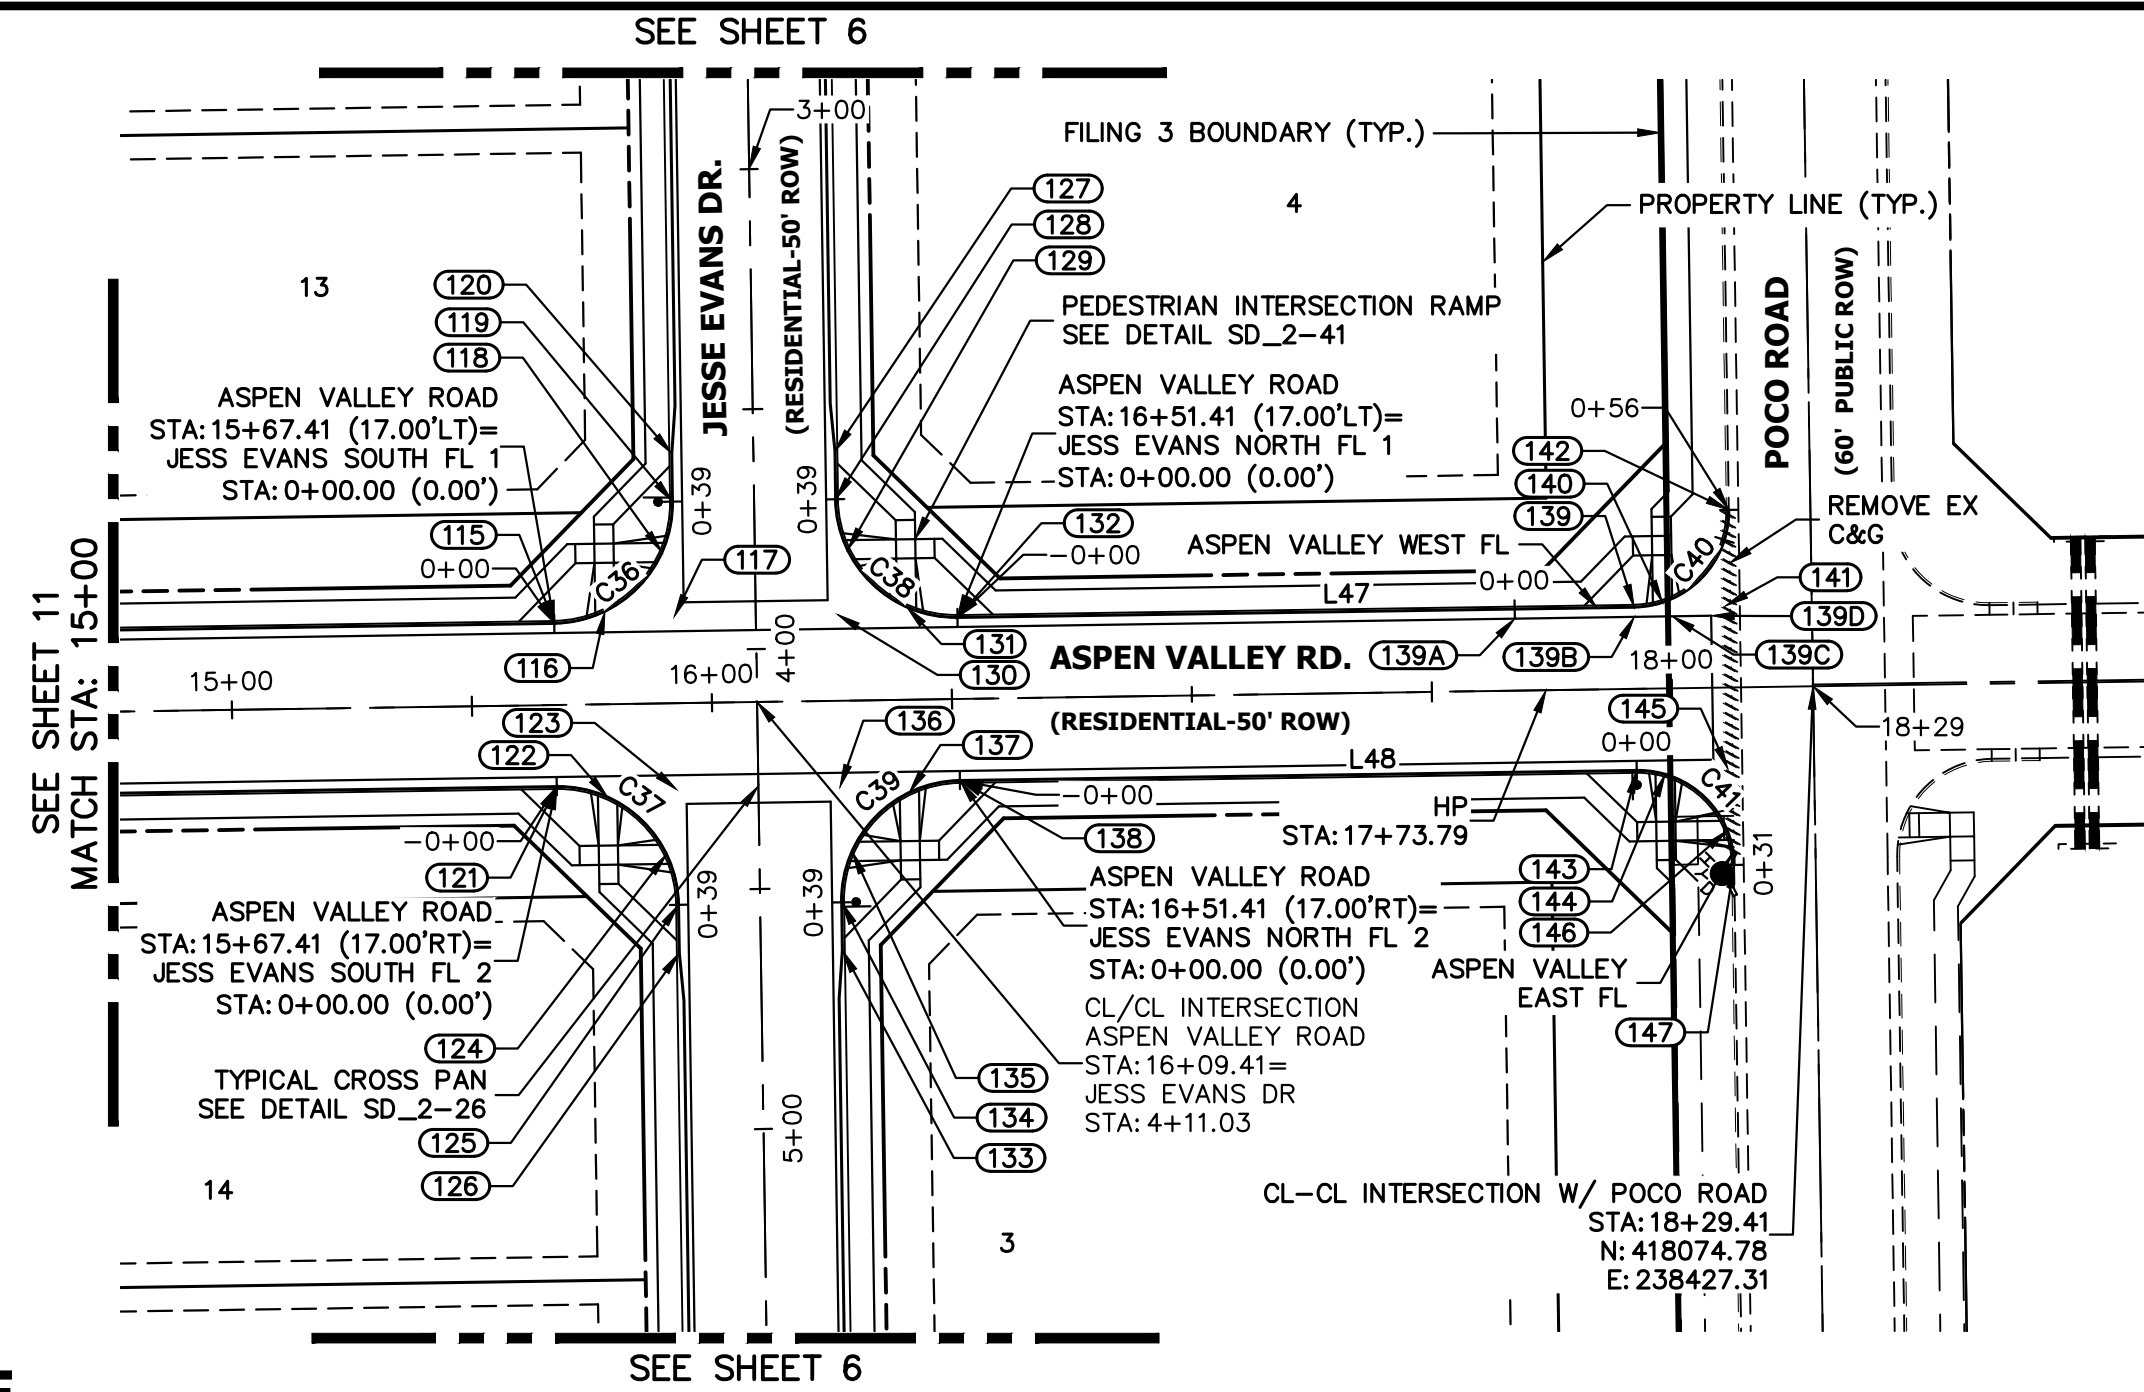 SEE SHEET 6
3+00
FILING 3 BOUNDARY (TYP.)
JESSE EVANS DR.
(RESIDENTIAL-50' ROW)
127
128
129
4
PROPERTY LINE (TYP.)
13
120
119
118
PEDESTRIAN INTERSECTION RAMP
SEE DETAIL SD_2-41
POCO ROAD
(60' PUBLIC ROW)
ASPEN VALLEY ROAD
STA: 15+67.41 (17.00'LT)=
JESS EVANS SOUTH FL 1
STA: 0+00.00 (0.00')
ASPEN VALLEY ROAD
STA: 16+51.41 (17.00'LT)=
JESS EVANS NORTH FL 1
STA: 0+00.00 (0.00')
0+56
142
140
139
0+39
0+39
REMOVE EX
C&G
115
0+00
132
-0+00
ASPEN VALLEY WEST FL
117
C36
C38
0+00
C40
141
L47
139D
SEE SHEET 11
MATCH STA: 15+00
116
131
130
4+00
ASPEN VALLEY RD.
139A
139B
18+00
139C
15+00
16+00
(RESIDENTIAL-50' ROW)
123
122
136
137
145
18+29
0+00
C37
C39
L48
C41
-0+00
HP
STA: 17+73.79
-0+00
138
121
0+39
0+39
0+31
143
144
146
HYD
ASPEN VALLEY ROAD
STA: 15+67.41 (17.00'RT)=
JESS EVANS SOUTH FL 2
STA: 0+00.00 (0.00')
ASPEN VALLEY ROAD
STA: 16+51.41 (17.00'RT)=
JESS EVANS NORTH FL 2
STA: 0+00.00 (0.00')
ASPEN VALLEY
EAST FL
147
CL/CL INTERSECTION
ASPEN VALLEY ROAD
STA: 16+09.41=
JESS EVANS DR
STA: 4+11.03
124
TYPICAL CROSS PAN
SEE DETAIL SD_2-26
125
126
135
134
133
5+00
14
3
CL-CL INTERSECTION W/ POCO ROAD
STA: 18+29.41
N: 418074.78
E: 238427.31
SEE SHEET 6